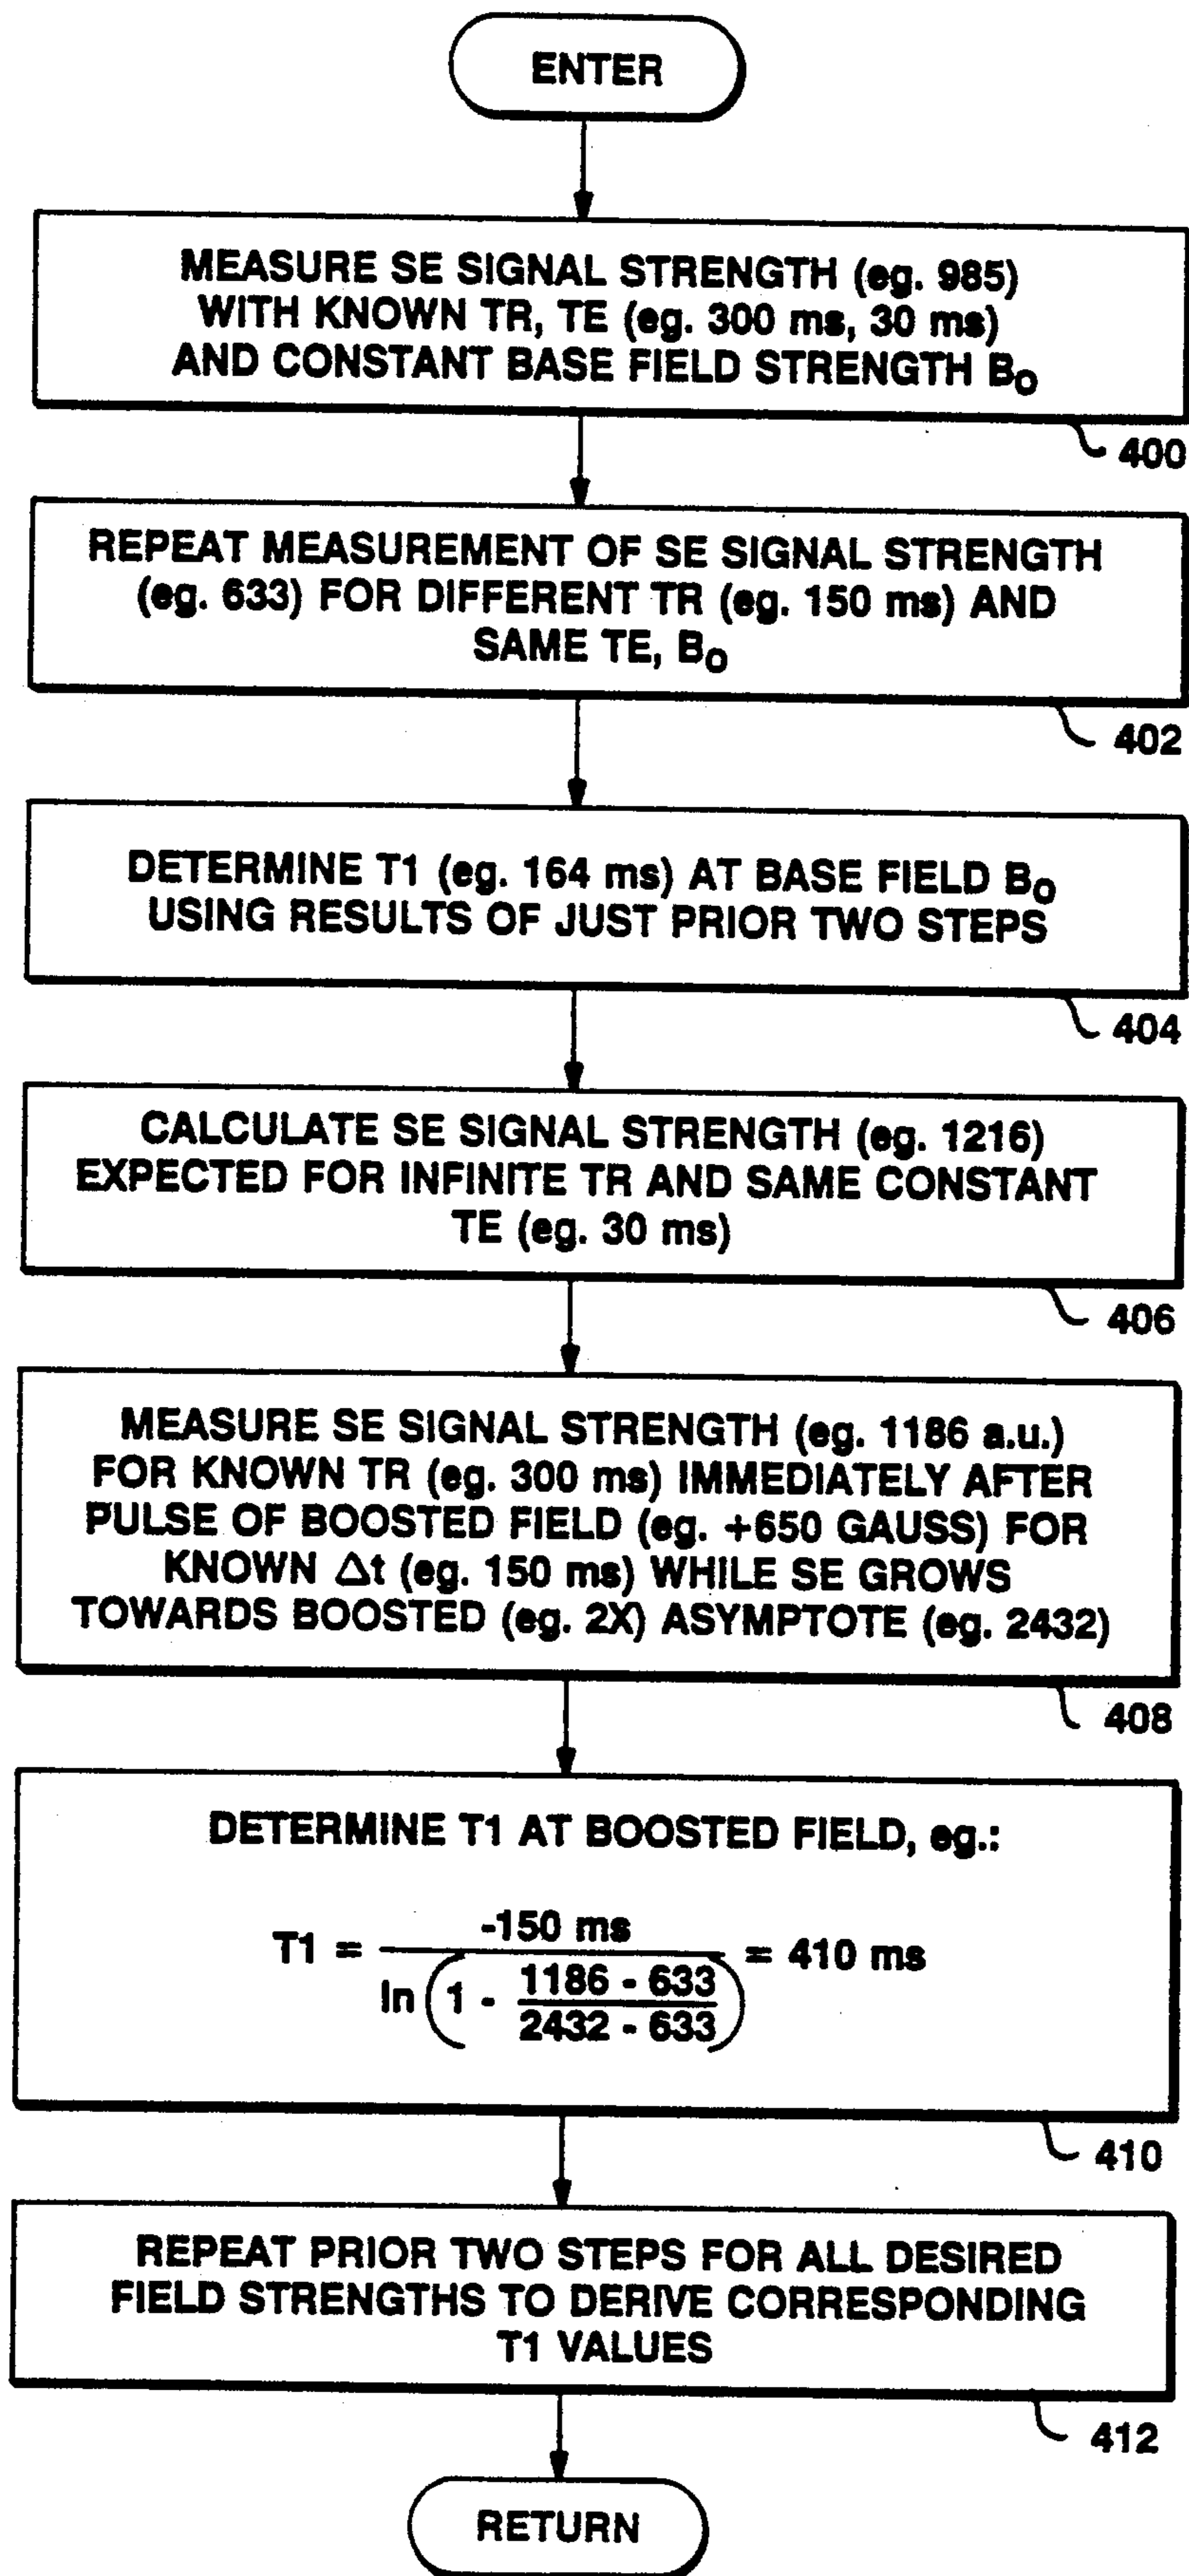 ENTER
MEASURE SE SIGNAL STRENGTH (eg. 985)
WITH KNOWN TR, TE (eg. 300 ms, 30 ms)
AND CONSTANT BASE FIELD STRENGTH B₀
400
REPEAT MEASUREMENT OF SE SIGNAL STRENGTH
(eg. 633) FOR DIFFERENT TR (eg. 150 ms) AND
SAME TE, B₀
402
DETERMINE T1 (eg. 164 ms) AT BASE FIELD B₀
USING RESULTS OF JUST PRIOR TWO STEPS
404
CALCULATE SE SIGNAL STRENGTH (eg. 1216)
EXPECTED FOR INFINITE TR AND SAME CONSTANT
TE (eg. 30 ms)
406
MEASURE SE SIGNAL STRENGTH (eg. 1186 a.u.)
FOR KNOWN TR (eg. 300 ms) IMMEDIATELY AFTER
PULSE OF BOOSTED FIELD (eg. +650 GAUSS) FOR
KNOWN Δt (eg. 150 ms) WHILE SE GROWS
TOWARDS BOOSTED (eg. 2X) ASYMPTOTE (eg. 2432)
408
DETERMINE T1 AT BOOSTED FIELD, eg.:
-150 ms
T1 = = 410 ms
ln (1 - 1186 - 633
2432 - 633)
410
REPEAT PRIOR TWO STEPS FOR ALL DESIRED
FIELD STRENGTHS TO DERIVE CORRESPONDING
T1 VALUES
412
RETURN